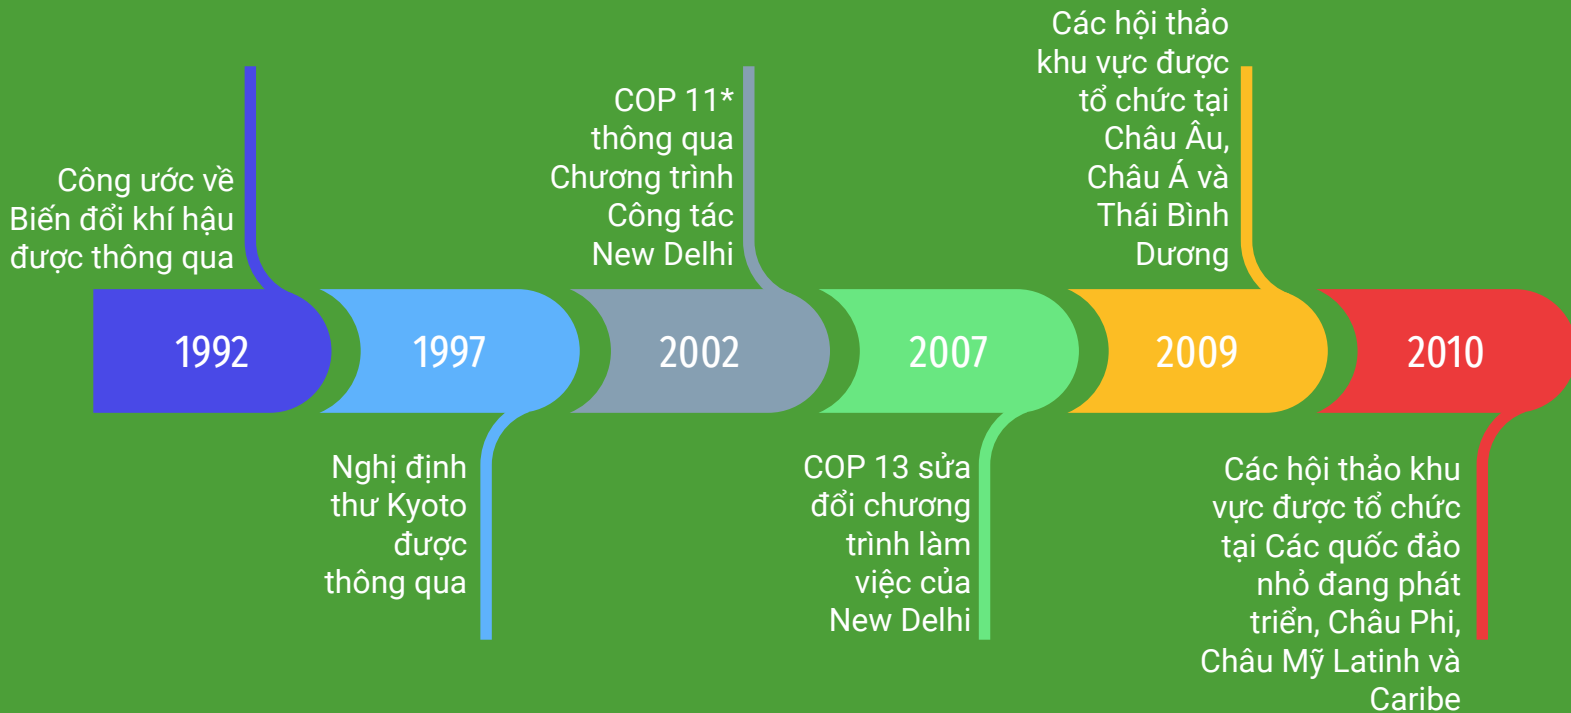 Công ước về
Biến đổi khí hậu
được thông qua
1992
1997
Nghị định
thư Kyoto
được
thông qua
COP 11*
thông qua
Chương trình
Công tác
New Delhi
2002
2007
COP 13 sửa
đổi chương
trình làm
việc của
New Delhi
Các hội thảo
khu vực được
tổ chức tại
Châu Âu,
Châu Á và
Thái Bình
Dương
2009
2010
Các hội thảo khu
vực được tổ chức
tại Các quốc đảo
nhỏ đang phát
triển, Châu Phi,
Châu Mỹ Latinh và
Caribe